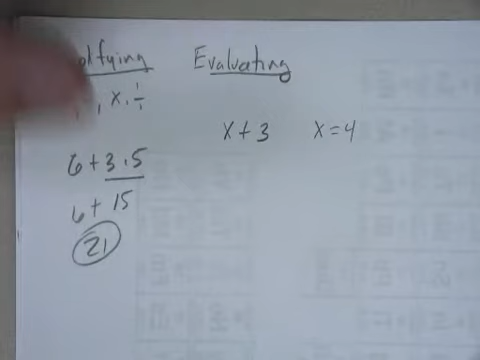 Evaluating
x + 3   x = 4
6 + 3 . 5
6 + 15
21